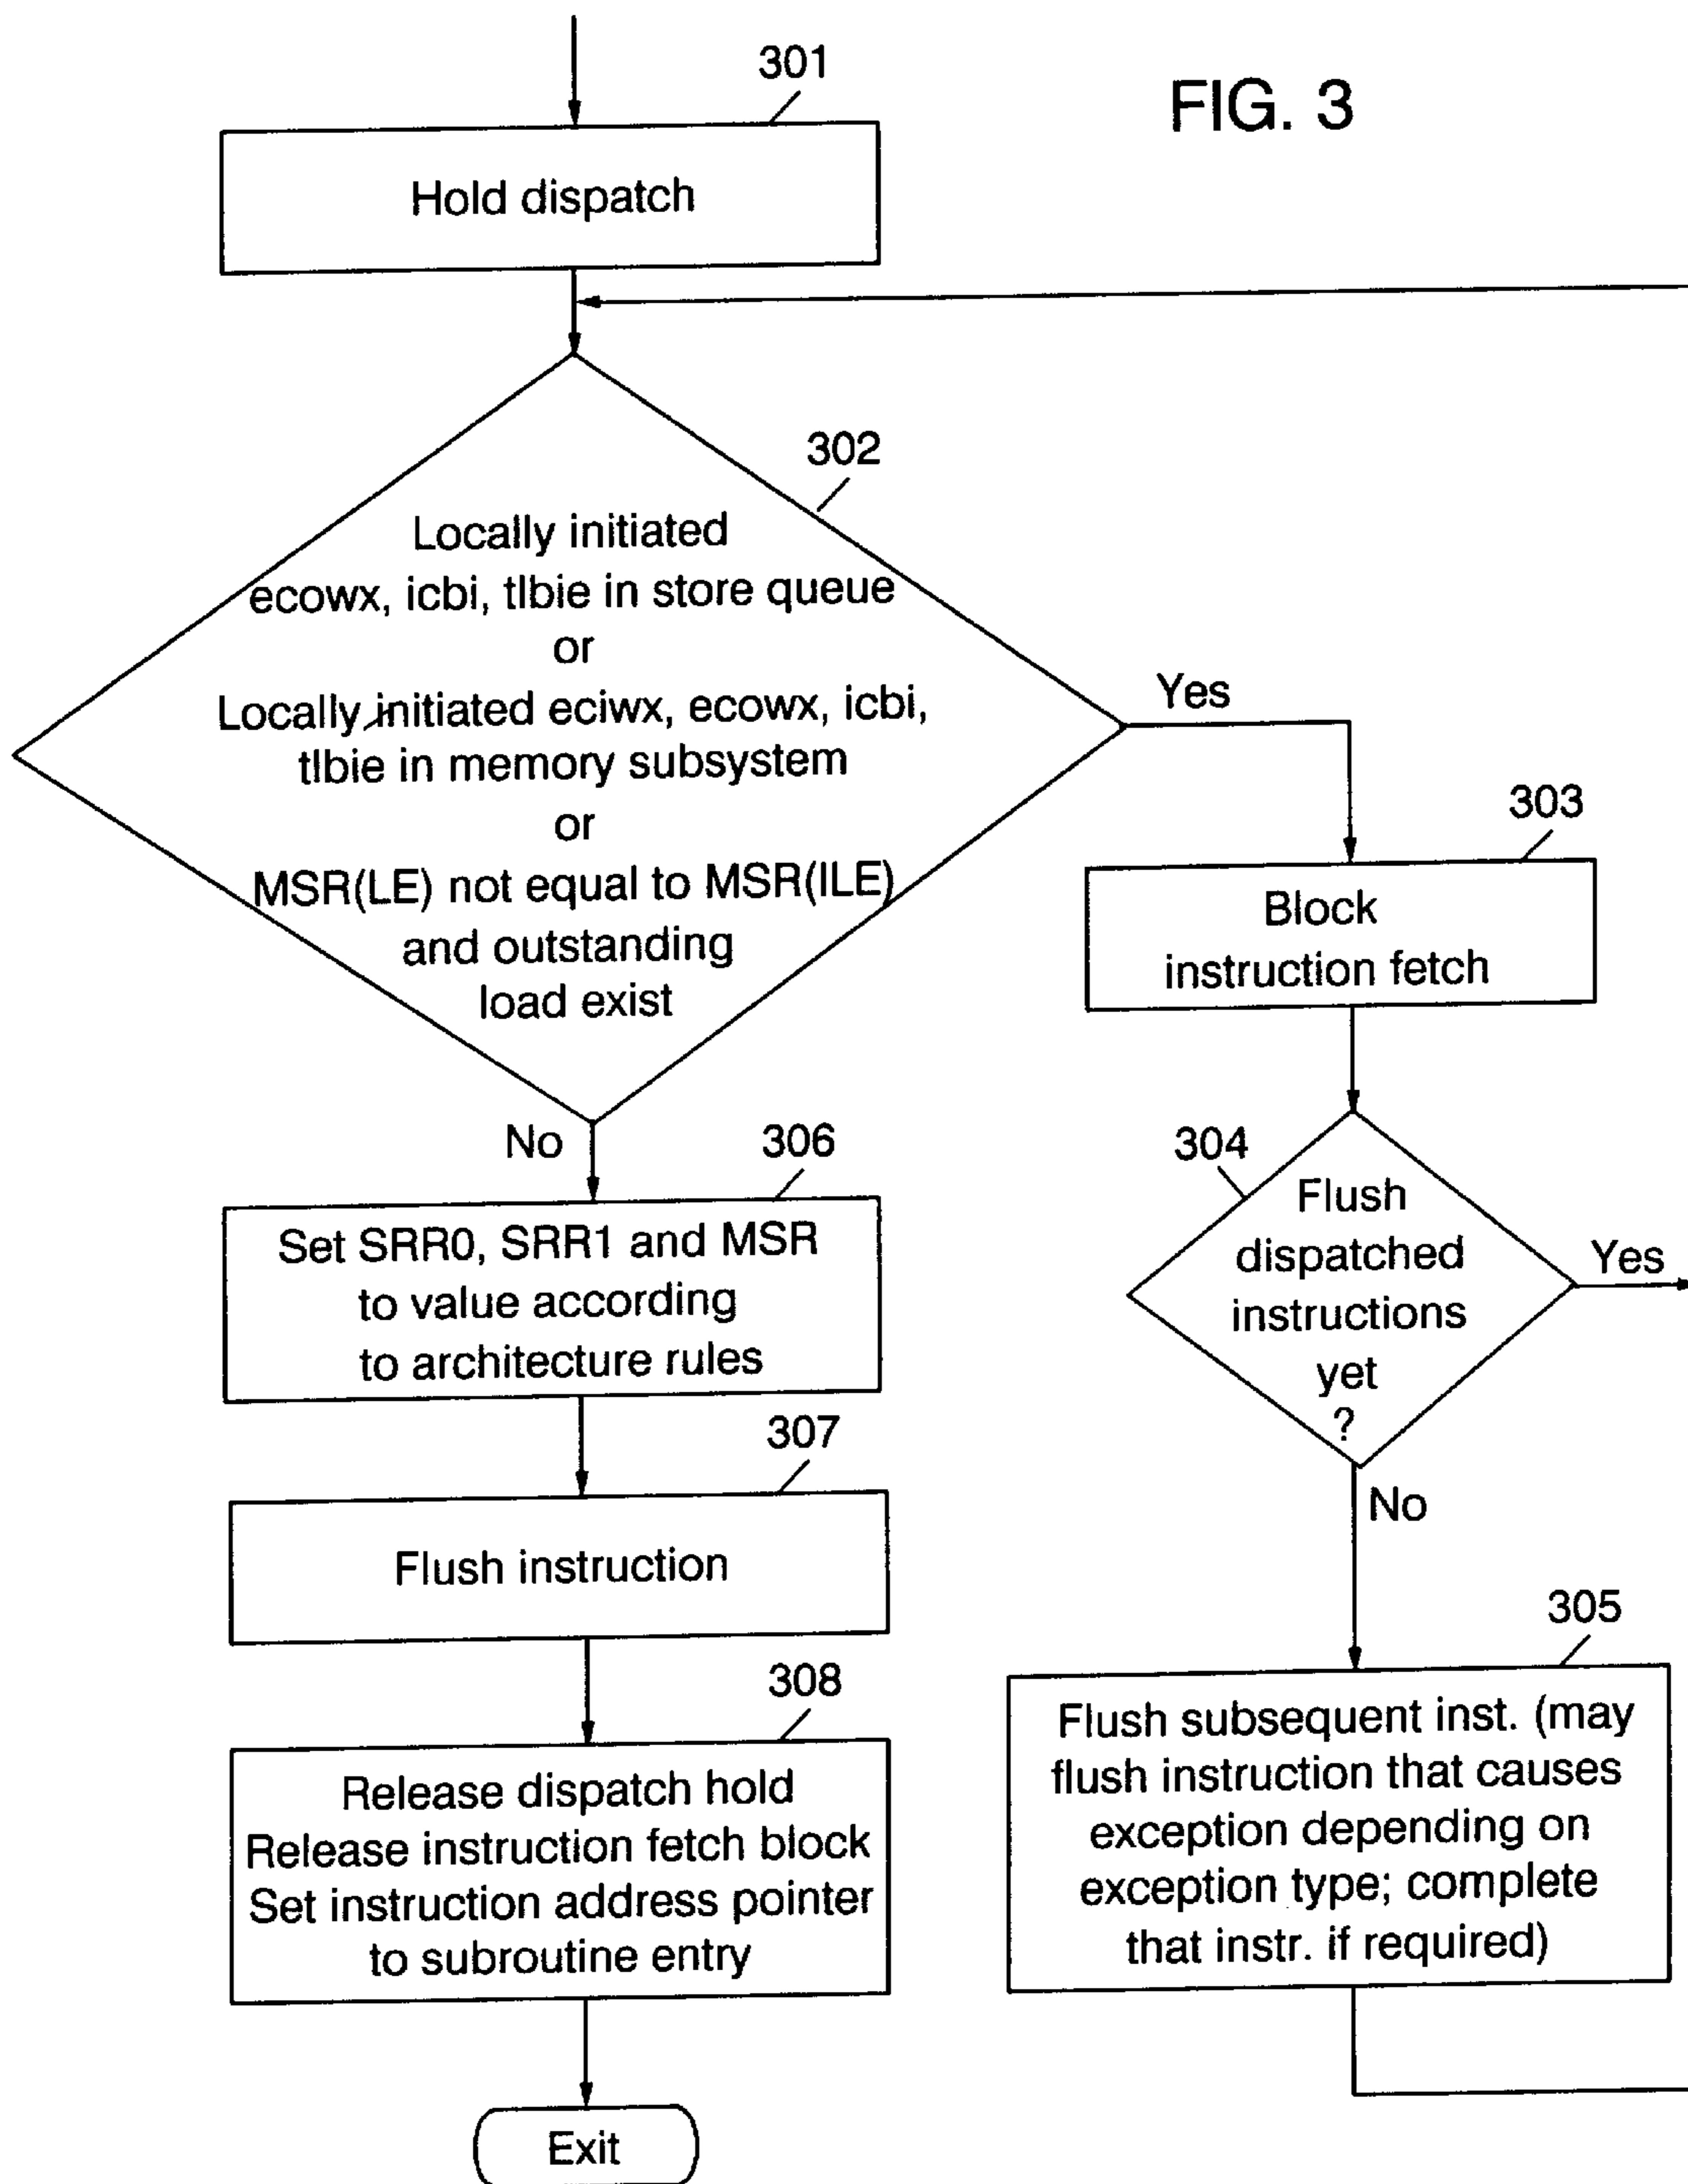 FIG. 3
301
Hold dispatch
302
Locally initiated
ecowx, icbi, tlbie in store queue
or
Locally initiated eciwx, ecowx, icbi,
tlbie in memory subsystem
or
MSR(LE) not equal to MSR(ILE)
and outstanding
load exist
Yes
No
303
Block
instruction fetch
304
Flush
dispatched
instructions
yet
?
Yes
No
305
Flush subsequent inst. (may
flush instruction that causes
exception depending on
exception type; complete
that instr. if required)
306
Set SRR0, SRR1 and MSR
to value according
to architecture rules
307
Flush instruction
308
Release dispatch hold
Release instruction fetch block
Set instruction address pointer
to subroutine entry
Exit